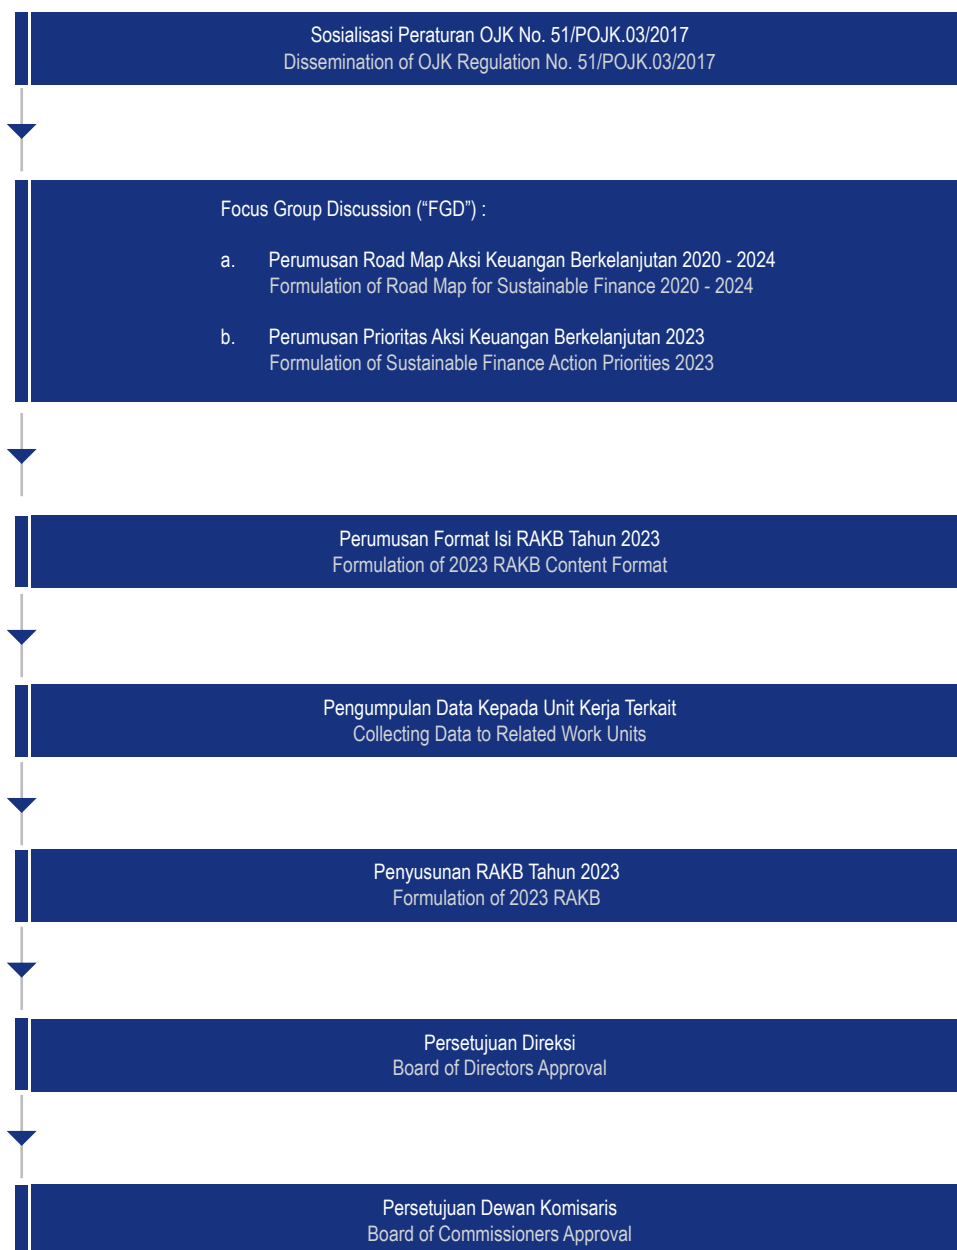 Sosialisasi Peraturan OJK No. 51/POJK.03/2017
Dissemination of OJK Regulation No. 51/POJK.03/2017
Focus Group Discussion (“FGD”) :
a. Perumusan Road Map Aksi Keuangan Berkelanjutan 2020 - 2024
Formulation of Road Map for Sustainable Finance 2020 - 2024
b. Perumusan Prioritas Aksi Keuangan Berkelanjutan 2023
Formulation of Sustainable Finance Action Priorities 2023
Perumusan Format Isi RAKB Tahun 2023
Formulation of 2023 RAKB Content Format
Pengumpulan Data Kepada Unit Kerja Terkait
Collecting Data to Related Work Units
Penyusunan RAKB Tahun 2023
Formulation of 2023 RAKB
Persetujuan Direksi
Board of Directors Approval
Persetujuan Dewan Komisaris
Board of Commissioners Approval